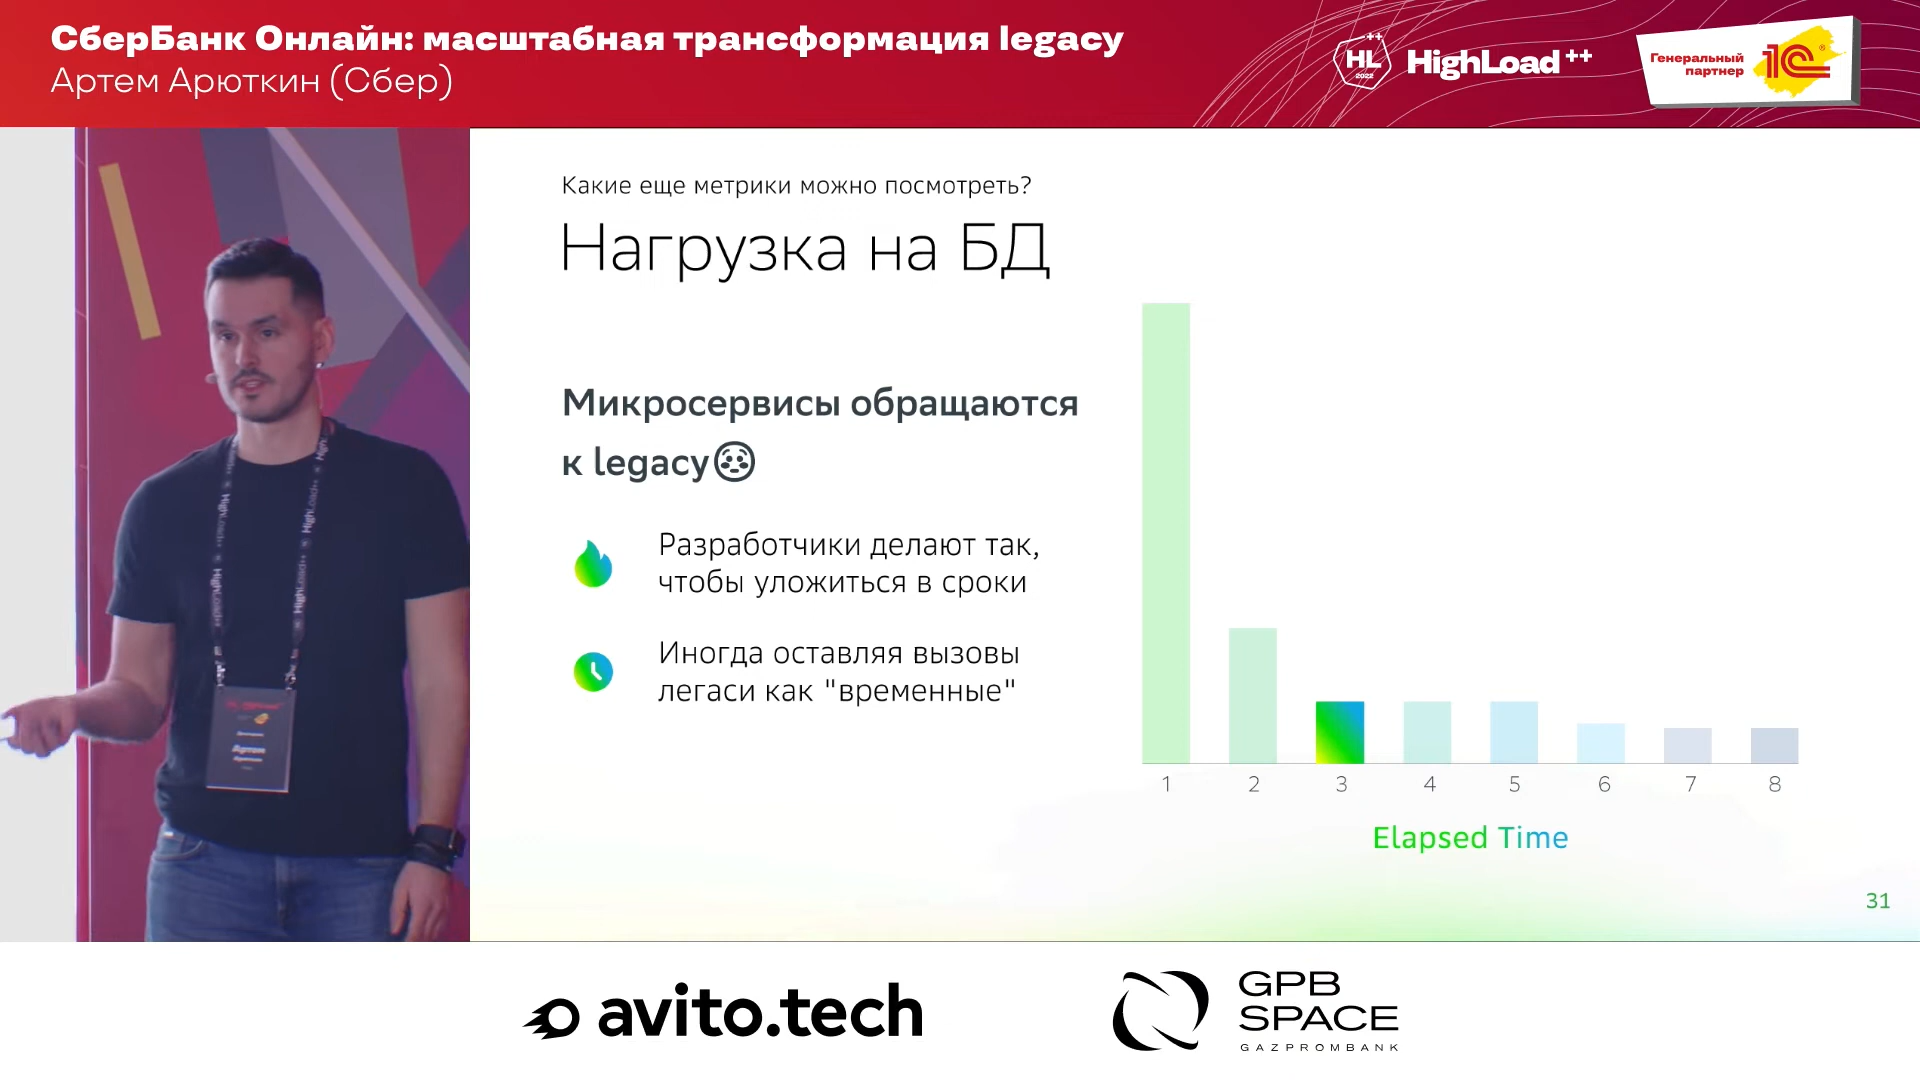 СберБанк Онлайн: масштабная трансформация legacy
Артем Арюткин (Сбер)
HL++
2022
HighLoad++
Генеральный
партнер
1С
Какие еще метрики можно посмотреть?
Нагрузка на БД
Микросервисы обращаются
к legacy
Разработчики делают так,
чтобы уложиться в сроки
Иногда оставляя вызовы
легаси как "временные"
1 2 3 4 5 6 7 8
Elapsed Time
31
avito.tech
GPB
SPACE
GAZPROMBANK